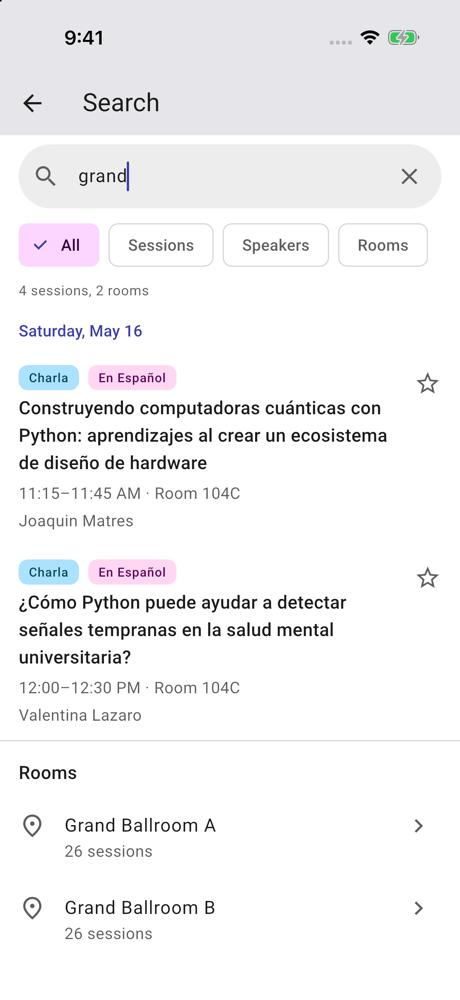 9:41
Search
grand
All
Sessions
Speakers
Rooms
4 sessions, 2 rooms
Saturday, May 16
Charla
En Español
Construyendo computadoras cuánticas con
Python: aprendizajes al crear un ecosistema
de diseño de hardware
11:15–11:45 AM · Room 104C
Joaquin Matres
Charla
En Español
¿Cómo Python puede ayudar a detectar
señales tempranas en la salud mental
universitaria?
12:00–12:30 PM · Room 104C
Valentina Lazaro
Rooms
Grand Ballroom A
26 sessions
Grand Ballroom B
26 sessions